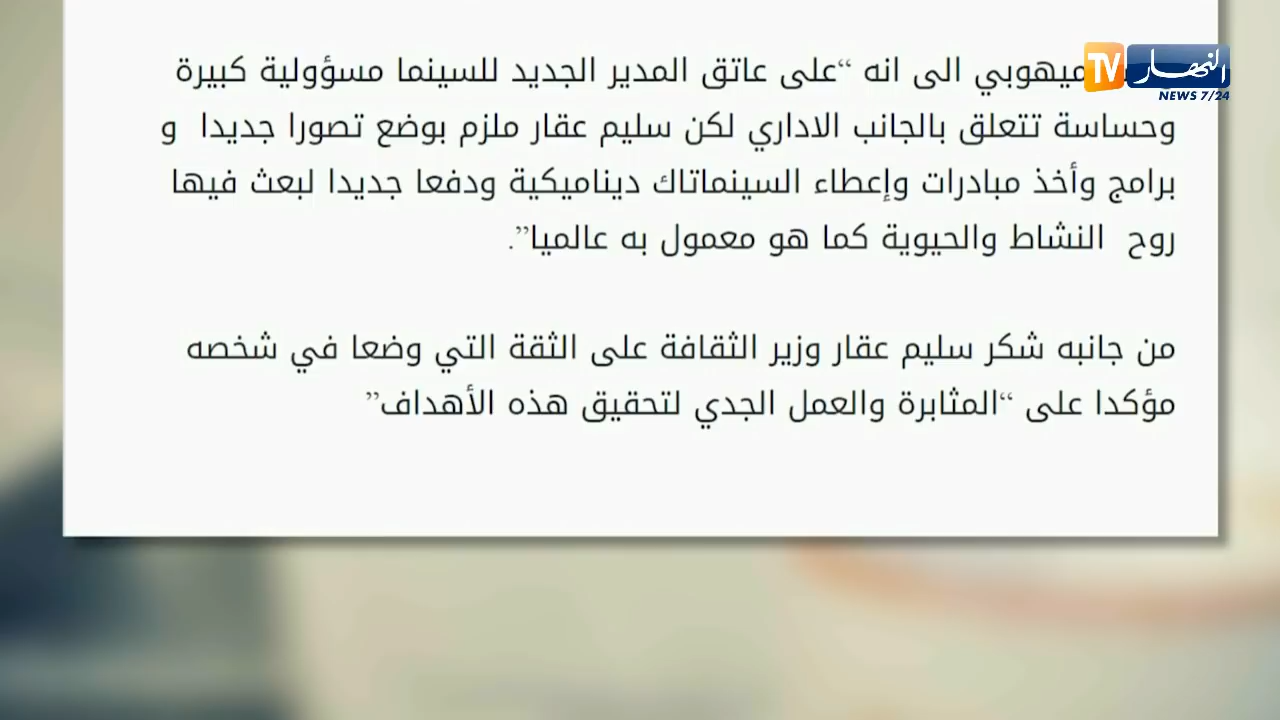 ميهوبي الى انه “على عاتق المدير الجديد للسينما مسؤولية كبيرة
وحساسة تتعلق بالجانب الاداري لكن سليم عقار ملزم بوضع تصورا جديدا و
برامج وأخذ مبادرات وإعطاء السينماتاك ديناميكية ودفعا جديدا لبعث فيها
روح النشاط والحيوية كما هو معمول به عالميا”.
من جانبه شكر سليم عقار وزير الثقافة على الثقة التي وضعا في شخصه
مؤكدا على “المثابرة والعمل الجدي لتحقيق هذه الأهداف”
النهار TV
NEWS 7/24